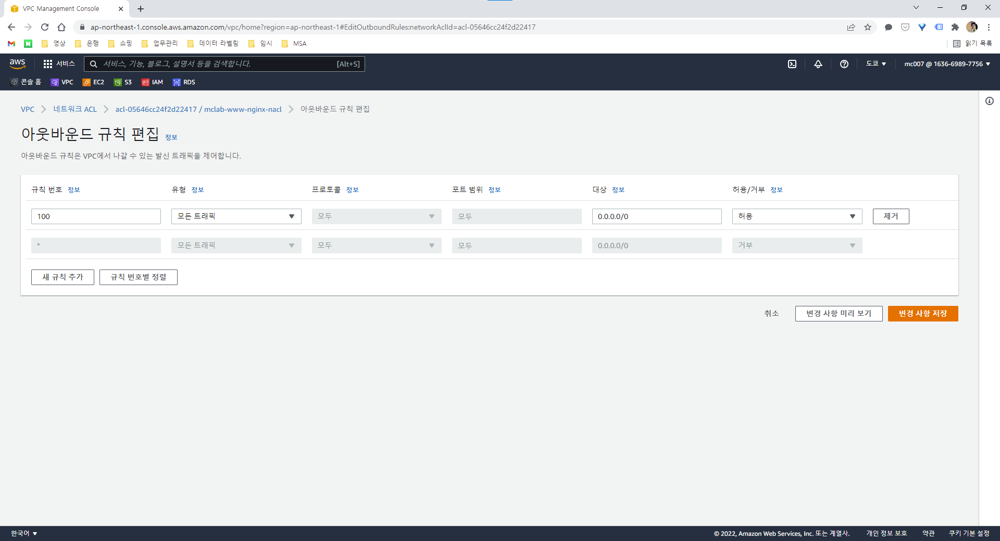 VPC Management Console
ap-northeast-1.console.aws.amazon.com/vpc/home?region=ap-northeast-1#EditOutboundRules:networkAclId=acl-05646cc24f2d22417
N 영상 은행 쇼핑 업무관리 데이터 라벨링 임시 MSA 읽기 목록
aws 서비스 서비스, 기능, 블로그, 설명서 등을 검색합니다. [Alt+S] 도쿄 mc007 @ 1636-6989-7756
콘솔 홈 VPC EC2 S3 IAM RDS
VPC 네트워크 ACL acl-05646cc24f2d22417 / mclab-www-nginx-nacl 아웃바운드 규칙 편집
아웃바운드 규칙 편집 정보
아웃바운드 규칙은 VPC에서 나갈 수 있는 발신 트래픽을 제어합니다.
규칙 번호 정보 유형 정보 프로토콜 정보 포트 범위 정보 대상 정보 허용/거부 정보
100 모든 트래픽 모두 모두 0.0.0.0/0 허용 제거
* 모든 트래픽 모두 모두 0.0.0.0/0 거부
새 규칙 추가 규칙 번호별 정렬
취소 변경 사항 미리 보기 변경 사항 저장
한국어 © 2022, Amazon Web Services, Inc. 또는 계열사. 개인 정보 보호 약관 쿠키 기본 설정